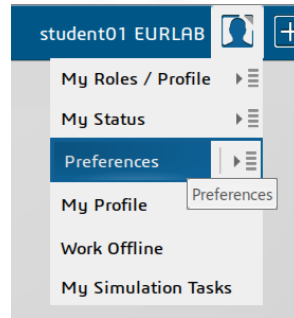 student01 EURLAB
My Roles / Profile
My Status
Preferences
Preferences
My Profile
Work Offline
My Simulation Tasks